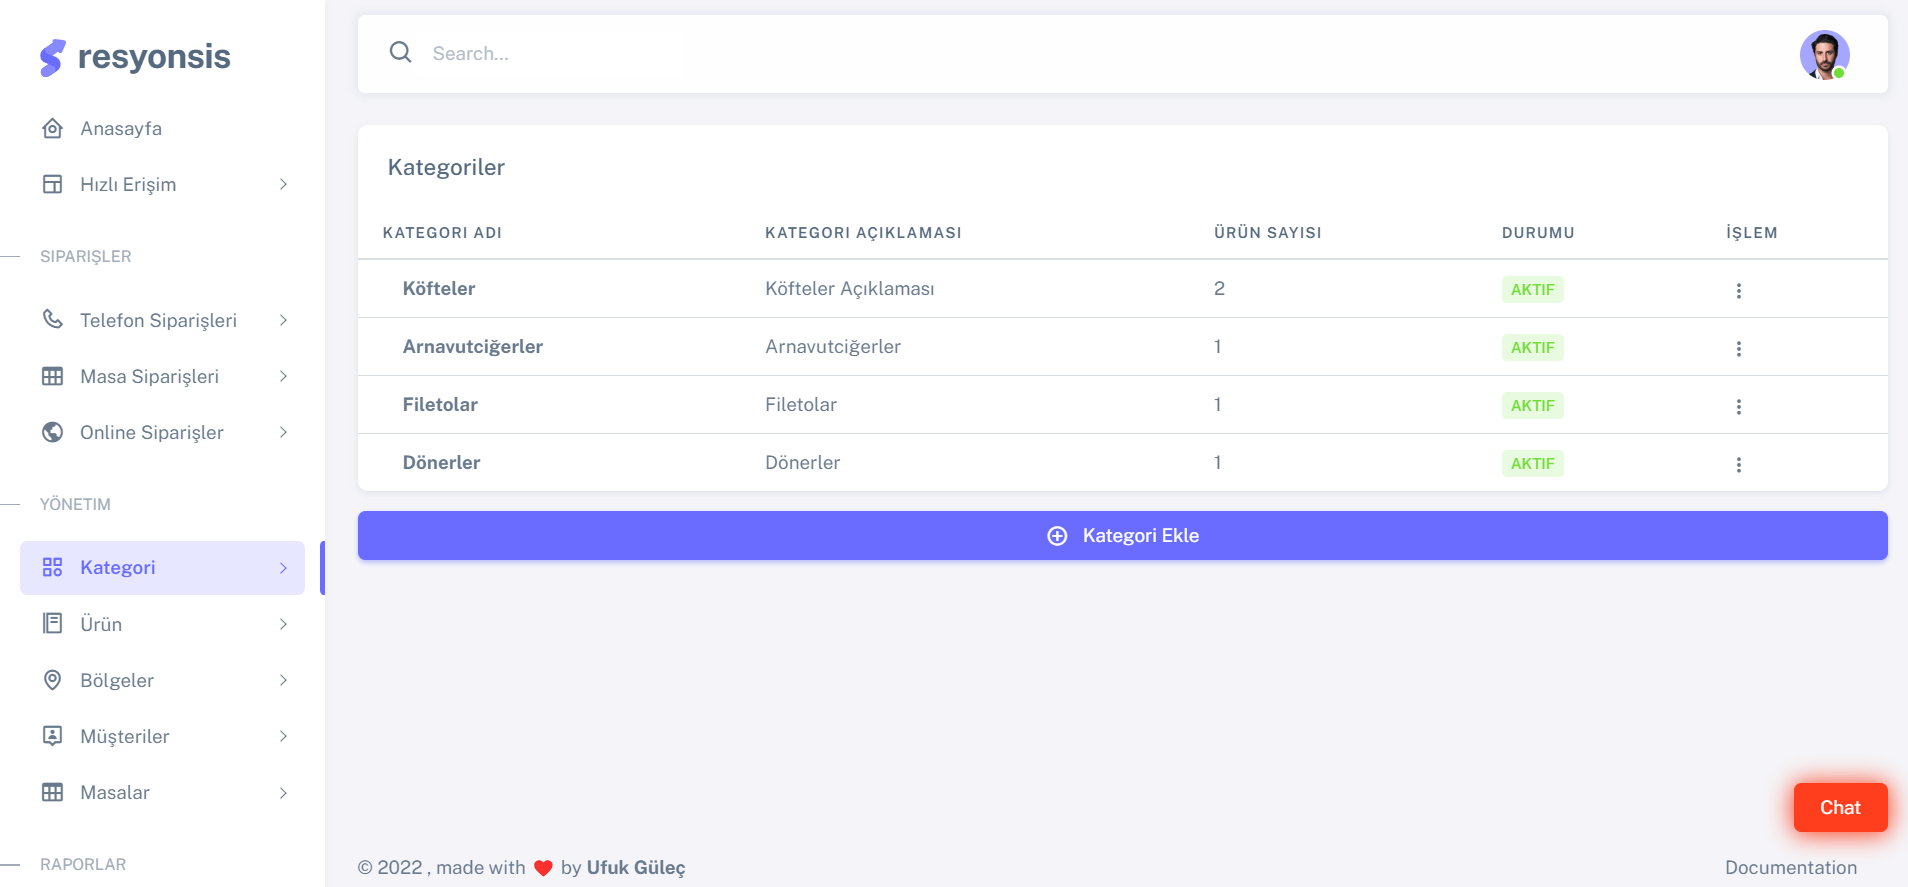 resyonsis
Anasayfa
Hızlı Erişim
SIPARIŞLER
Telefon Siparişleri
Masa Siparişleri
Online Siparişler
YÖNETIM
Kategori
Ürün
Bölgeler
Müşteriler
Masalar
RAPORLAR
Search...
Kategoriler
KATEGORI ADI KATEGORI AÇIKLAMASI ÜRÜN SAYISI DURUMU İŞLEM
Köfteler Köfteler Açıklaması 2 AKTIF
Arnavutciğerler Arnavutciğerler 1 AKTIF
Filetolar Filetolar 1 AKTIF
Dönerler Dönerler 1 AKTIF
Kategori Ekle
Chat
© 2022 , made with ❤️ by Ufuk Güleç
Documentation